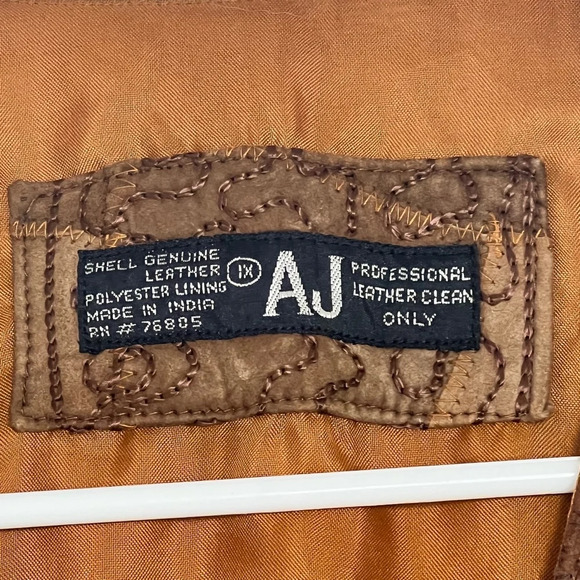 SHELL GENUINE
LEATHER
POLYESTER LINING
MADE IN INDIA
RN # 76805
1X
AJ
PROFESSIONAL
LEATHER CLEAN
ONLY